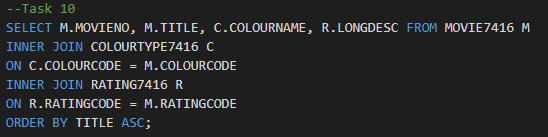 --Task 10
SELECT M.MOVIENO, M.TITLE, C.COLOURNAME, R.LONGDESC FROM MOVIE7416 M
INNER JOIN COLOURTYPE7416 C
ON C.COLOURCODE = M.COLOURCODE
INNER JOIN RATING7416 R
ON R.RATINGCODE = M.RATINGCODE
ORDER BY TITLE ASC;